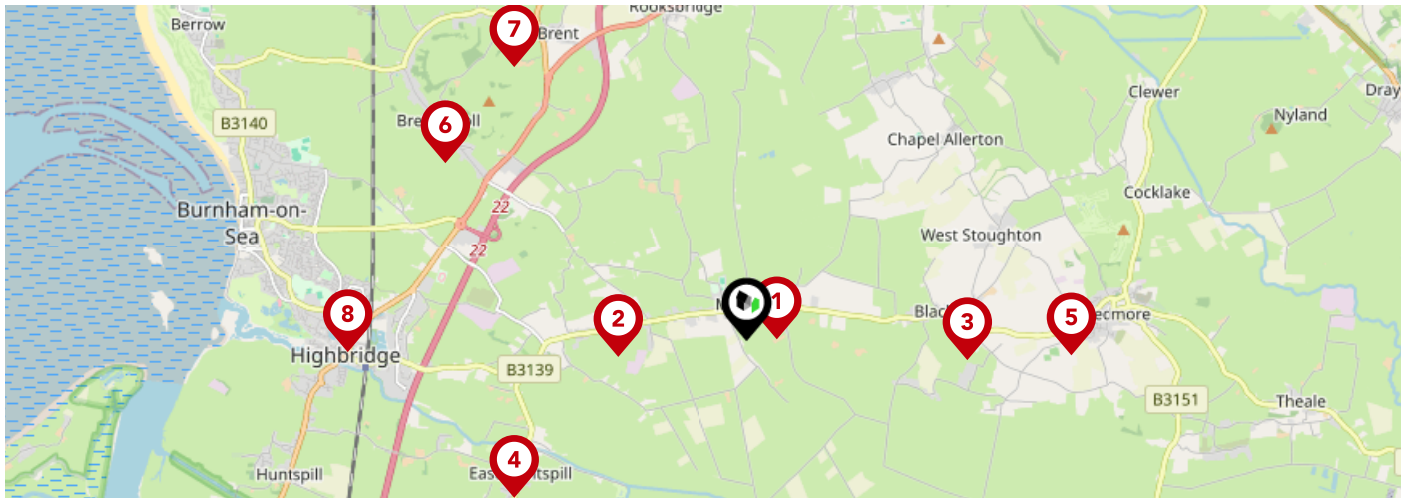 Berrow
7
Brent
Rooksbridge
Clewer
Dray
B3140
6
Nyland
Chapel Allerton
Cocklake
22
Burnham-on-
Sea
West Stoughton
22
8
2
1
3
5
Highbridge
B3139
B3151
Theale
4
Huntspill